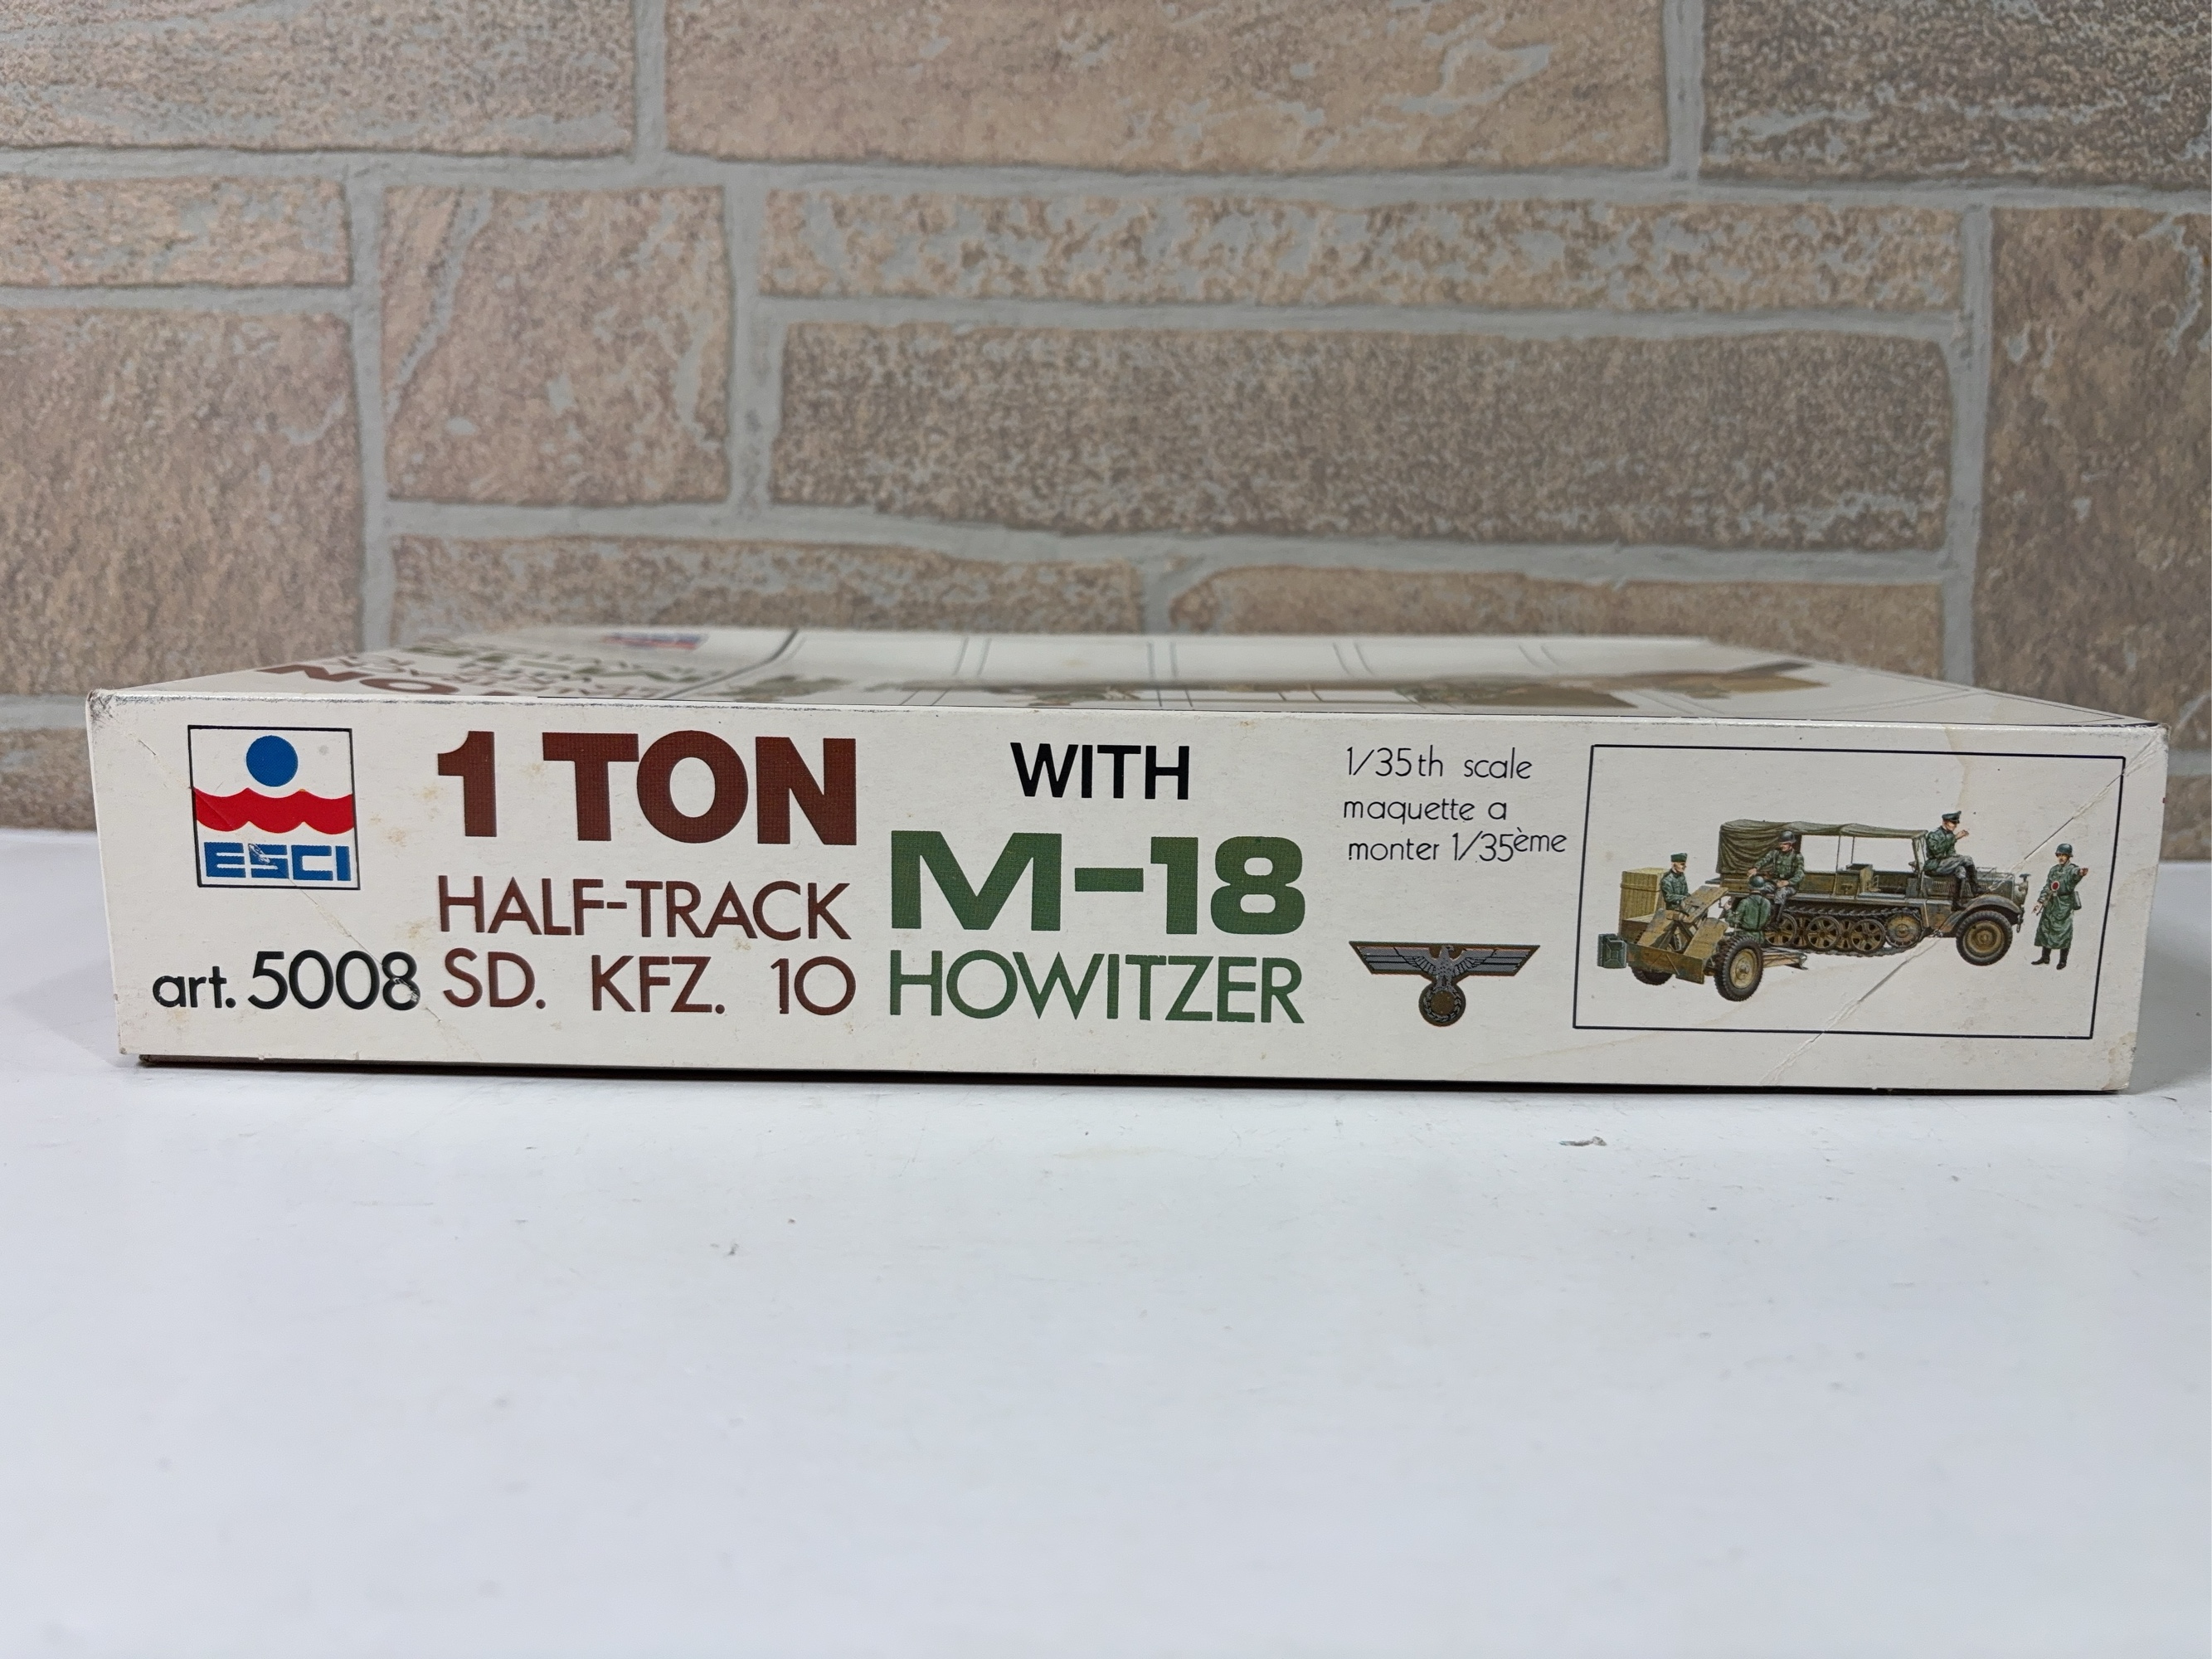 ESCI
art. 5008
1 TON
HALF-TRACK
SD. KFZ. 10
WITH
M-18
HOWITZER
1/35th scale
maquette a
monter 1/35ème